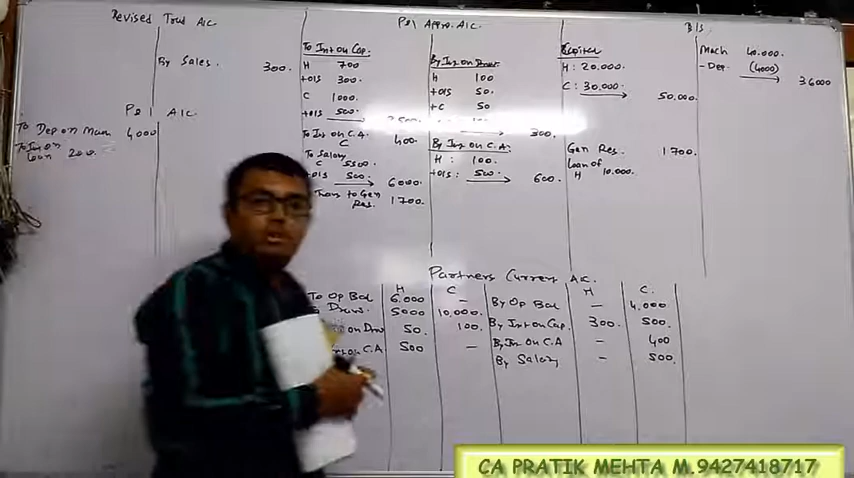 Revised Trad A/C.
By Sales. 300.
P & l A/C.
To Dep on Mach 4000
To Int on
Loan 200.
P & l Appro. A/C.
To Int on Cap.
H 700
+O/S 300.
C 1000.
+O/S 500.
To Int on C.A. 400.
C
To Salary
C 5500.
+O/S 500. 6000.
To Trans to Gen
Res. 1700.
By Int on Draw.
H 100
+O/S 50.
+C 50
300.
By Int on C.A.
H : 100.
+O/S : 500. 600.
B/S.
Capital
H : 20.000.
C : 30.000.
50.000.
Gen Res. 1700.
Loan of
H 10.000.
Mach 40.000.
- Dep. (4000)
36000
Partners Current A/C.
H C H C.
To Op Bal 6.000 — By Op Bal — 4.000
Draw. 5000 10,000. By Int on Cap. 300. 500.
on Draw 50. 100. By Int on C.A — 400
Int on C.A 500 — By Salary — 500.
CA PRATIK MEHTA M.9427418717